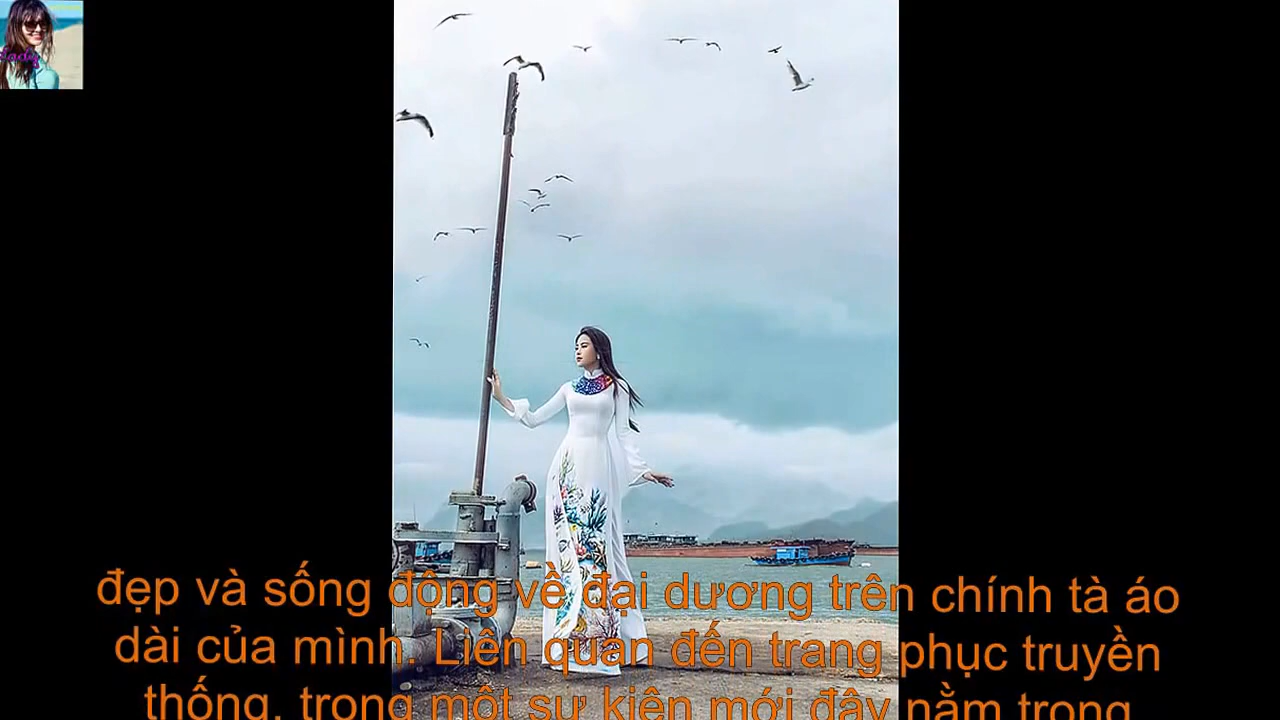 Lady
đẹp và sống động về đại dương trên chính tà áo
dài của mình. Liên quan đến trang phục truyền
thống, trong một sự kiện mới đây nằm trong